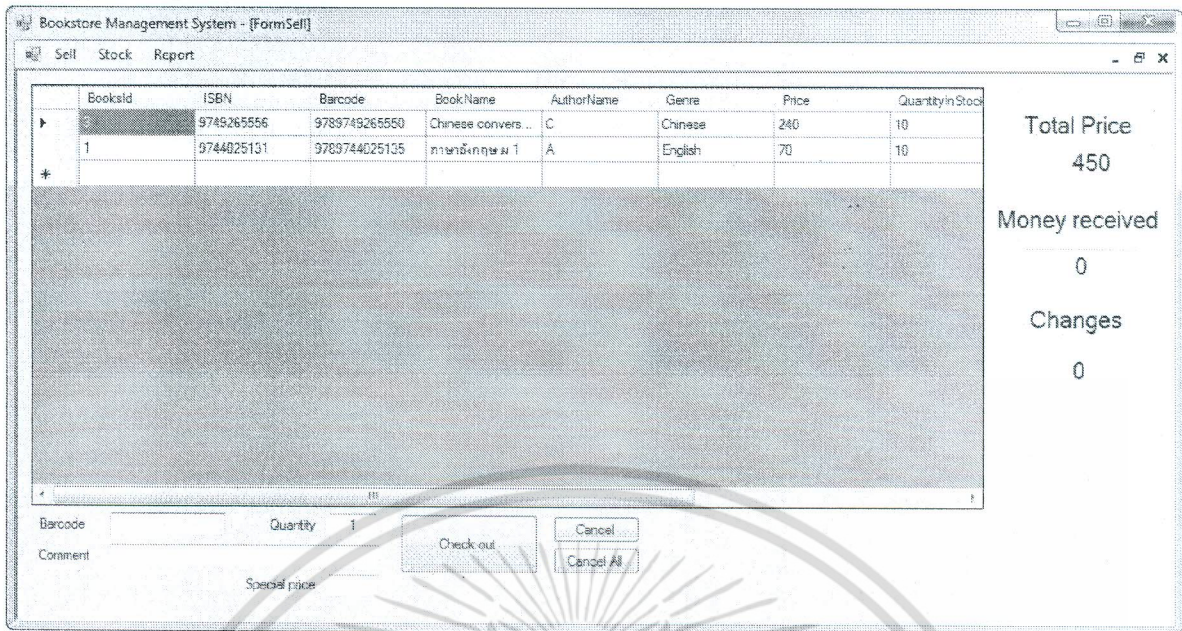 Bookstore Management System - [FormSell]
Sell Stock Report
BooksId ISBN Barcode BookName AuthorName Genre Price QuantityInStock
3 9749265556 9789749265550 Chinese convers... C Chinese 240 10
1 9744025131 9789744025135 ภาษาอังกฤษ ม 1 A English 70 10
Total Price
450
Money received
0
Changes
0
Barcode Quantity 1
Comment
Special price
Check out
Cancel
Cancel All